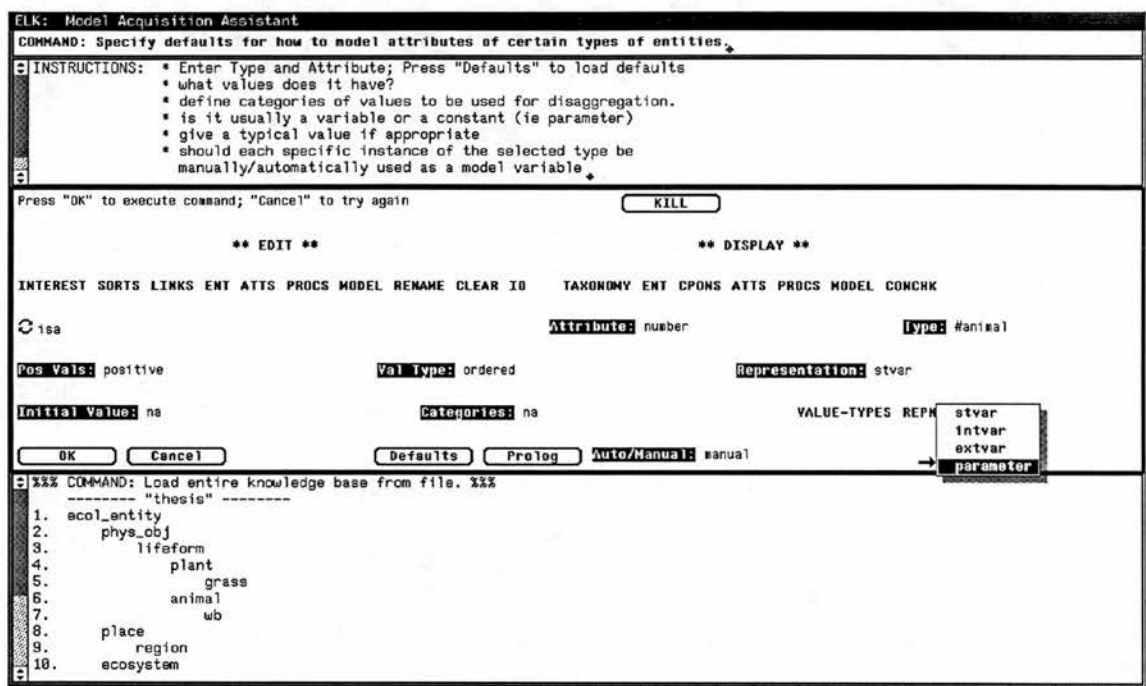 ELK: Model Acquisition Assistant
COMMAND: Specify defaults for how to model attributes of certain types of entities.
INSTRUCTIONS: * Enter Type and Attribute; Press "Defaults" to load defaults
* what values does it have?
* define categories of values to be used for disaggregation.
* is it usually a variable or a constant (ie parameter)
* give a typical value if appropriate
* should each specific instance of the selected type be
manually/automatically used as a model variable
Press "OK" to execute command; "Cancel" to try again KILL
** EDIT ** ** DISPLAY **
INTEREST SORTS LINKS ENT ATTS PROCS MODEL RENAME CLEAR IO TAXONOMY ENT CPONS ATTS PROCS MODEL CONCHK
isa Attribute: number Type: #animal
Pos Vals: positive Val Type: ordered Representation: stvar
Initial Value: na Categories: na VALUE-TYPES REPN stvar
intvar
extvar
OK Cancel Defaults Prolog Auto/Manual: manual parameter
%%% COMMAND: Load entire knowledge base from file. %%%
-------- "thesis" --------
1. ecol_entity
2. phys_obj
3. lifeform
4. plant
5. grass
6. animal
7. wb
8. place
9. region
10. ecosystem